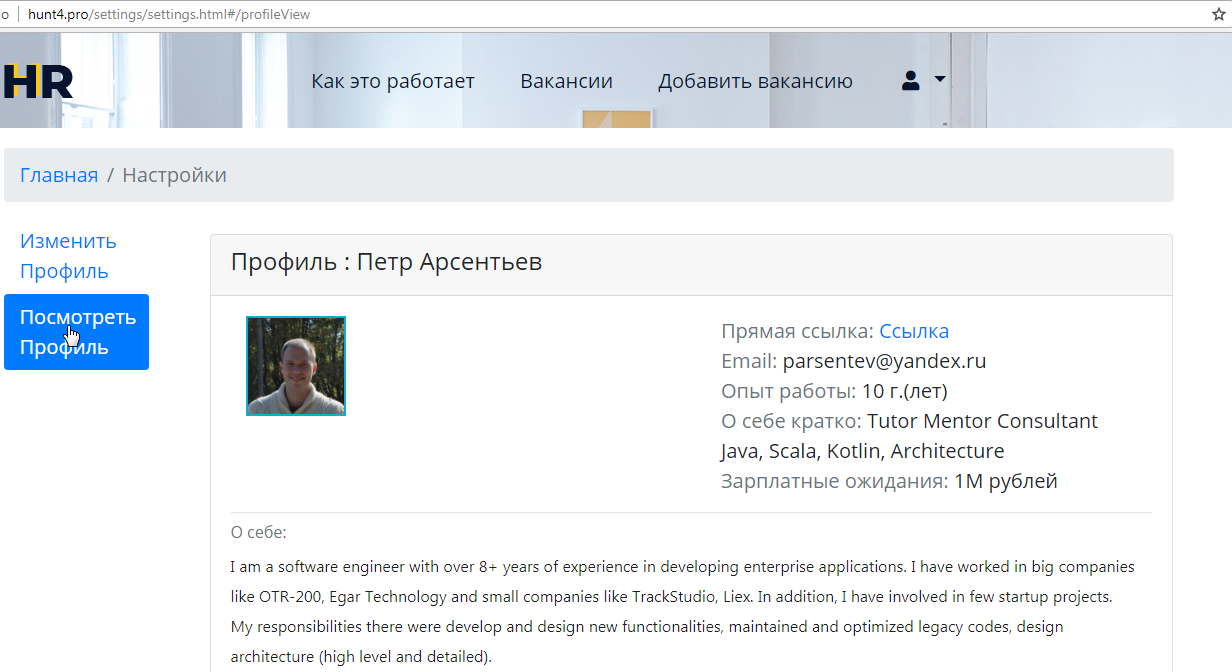 hunt4.pro/settings/settings.html#/profileView
HR
Как это работает
Вакансии
Добавить вакансию
Главная / Настройки
Изменить
Профиль
Посмотреть
Профиль
Профиль : Петр Арсентьев
Прямая ссылка: Ссылка
Email: parsentev@yandex.ru
Опыт работы: 10 г.(лет)
О себе кратко: Tutor Mentor Consultant
Java, Scala, Kotlin, Architecture
Зарплатные ожидания: 1М рублей
О себе:
I am a software engineer with over 8+ years of experience in developing enterprise applications. I have worked in big companies
like OTR-200, Egar Technology and small companies like TrackStudio, Liex. In addition, I have involved in few startup projects.
My responsibilities there were develop and design new functionalities, maintained and optimized legacy codes, design
architecture (high level and detailed).